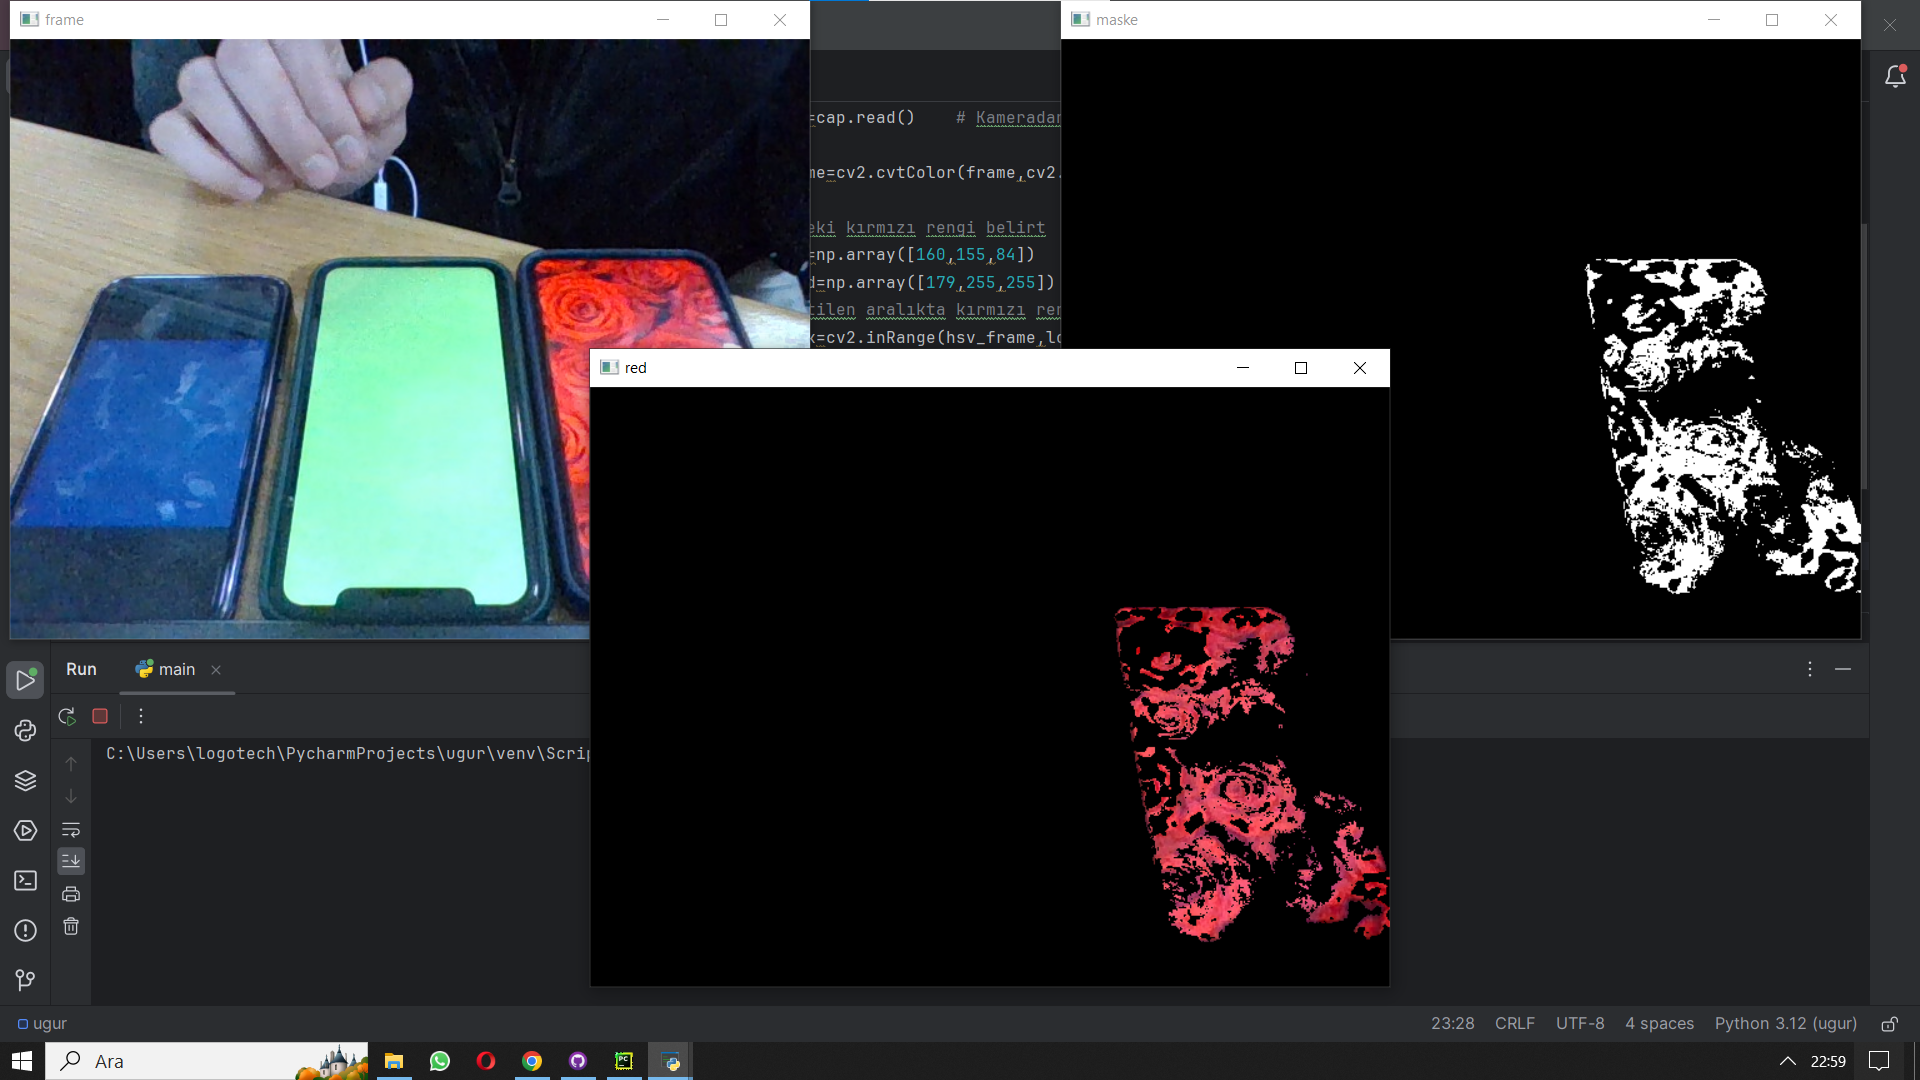 frame
maske
=cap.read()    # Kameradan
me=cv2.cvtColor(frame,cv2.
eki kırmızı rengi belirt
=np.array([160,155,84])
d=np.array([179,255,255])
tilen aralıkta kırmızı ren
k=cv2.inRange(hsv_frame,lo
red
Run
main
C:\Users\logotech\PycharmProjects\ugur\venv\Scrip
ugur
23:28
CRLF
UTF-8
4 spaces
Python 3.12 (ugur)
Ara
PC
22:59